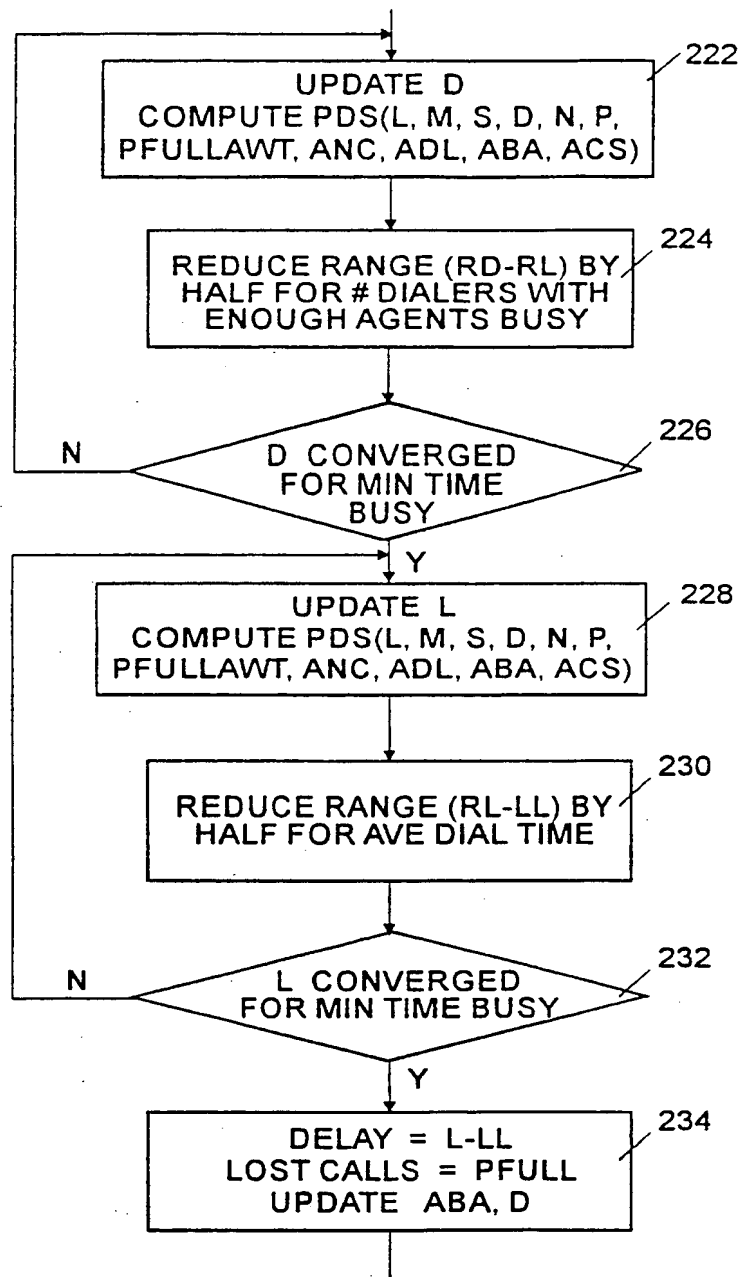 222
UPDATE D
COMPUTE PDS(L, M, S, D, N, P,
PFULLAWT, ANC, ADL, ABA, ACS)
224
REDUCE RANGE (RD-RL) BY
HALF FOR # DIALERS WITH
ENOUGH AGENTS BUSY
226
N
D CONVERGED
FOR MIN TIME
BUSY
Y
228
UPDATE L
COMPUTE PDS(L, M, S, D, N, P,
PFULLAWT, ANC, ADL, ABA, ACS)
230
REDUCE RANGE (RL-LL) BY
HALF FOR AVE DIAL TIME
232
N
L CONVERGED
FOR MIN TIME BUSY
Y
234
DELAY = L-LL
LOST CALLS = PFULL
UPDATE ABA, D